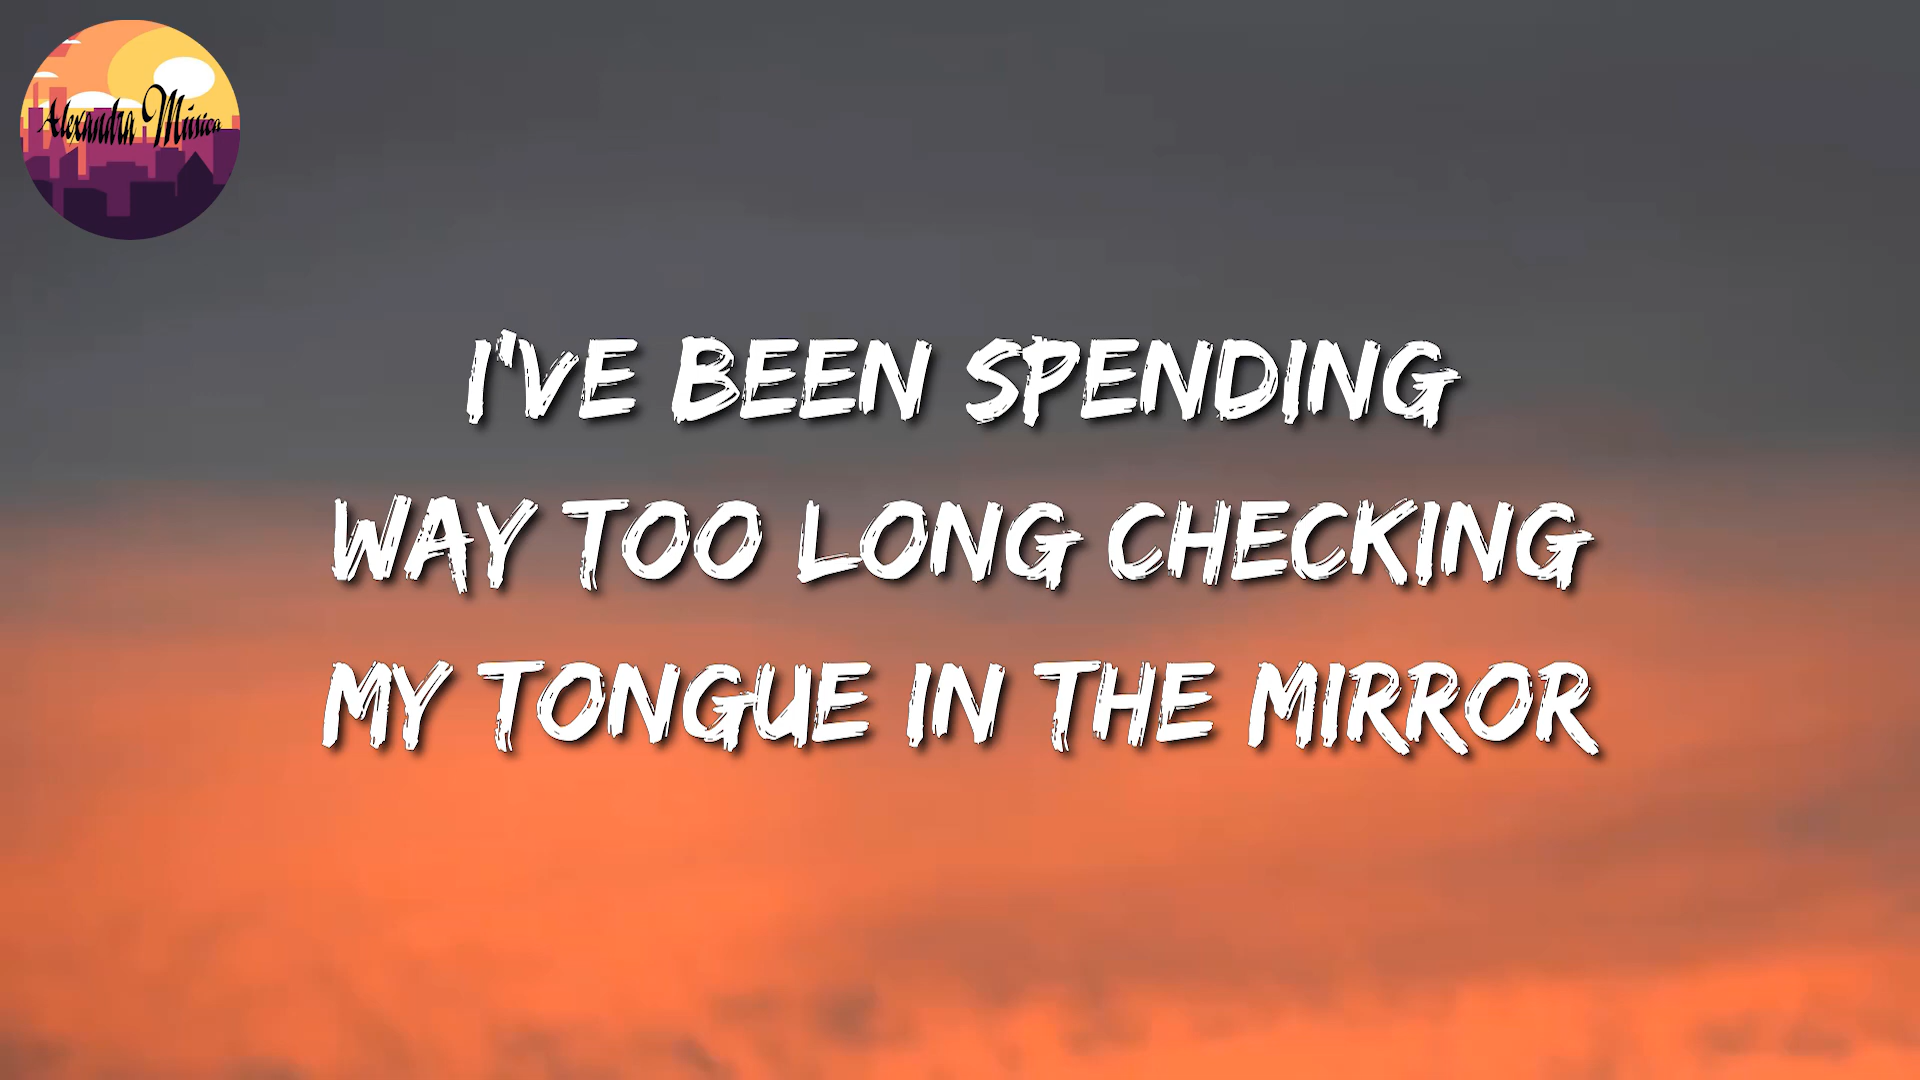 Alexandra Música
I'VE BEEN SPENDING
WAY TOO LONG CHECKING
MY TONGUE IN THE MIRROR